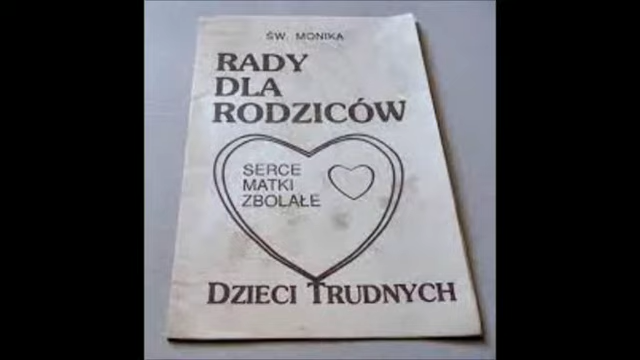 ŚW. MONIKA
RADY
DLA
RODZICÓW
SERCE
MATKI
ZBOLAŁE
DZIECI TRUDNYCH